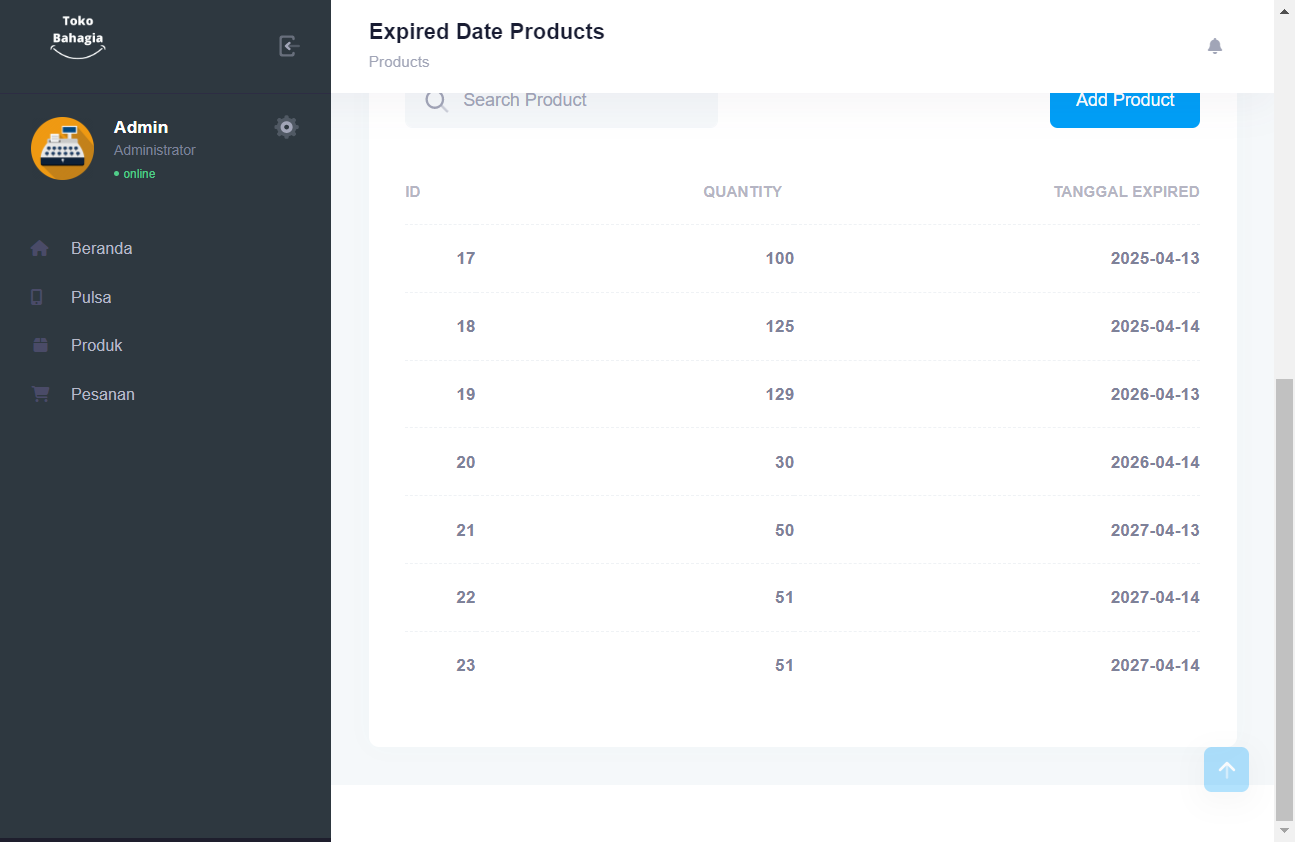 Toko
Bahagia
Expired Date Products
Products
Admin
Administrator
online
Beranda
Pulsa
Produk
Pesanan
Search Product
Add Product
ID QUANTITY TANGGAL EXPIRED
17 100 2025-04-13
18 125 2025-04-14
19 129 2026-04-13
20 30 2026-04-14
21 50 2027-04-13
22 51 2027-04-14
23 51 2027-04-14